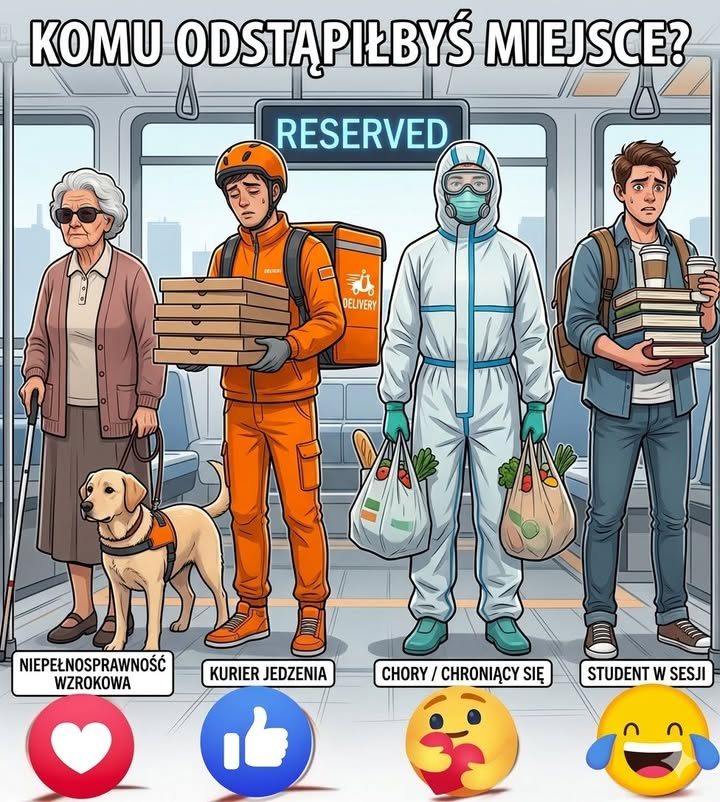 KOMU ODSTĄPIŁBYŚ MIEJSCE?
RESERVED
DELIVERY
DELIVERY
NIEPEŁNOSPRAWNOŚĆ
WZROKOWA
KURIER JEDZENIA
CHORY / CHRONIĄCY SIĘ
STUDENT W SESJI